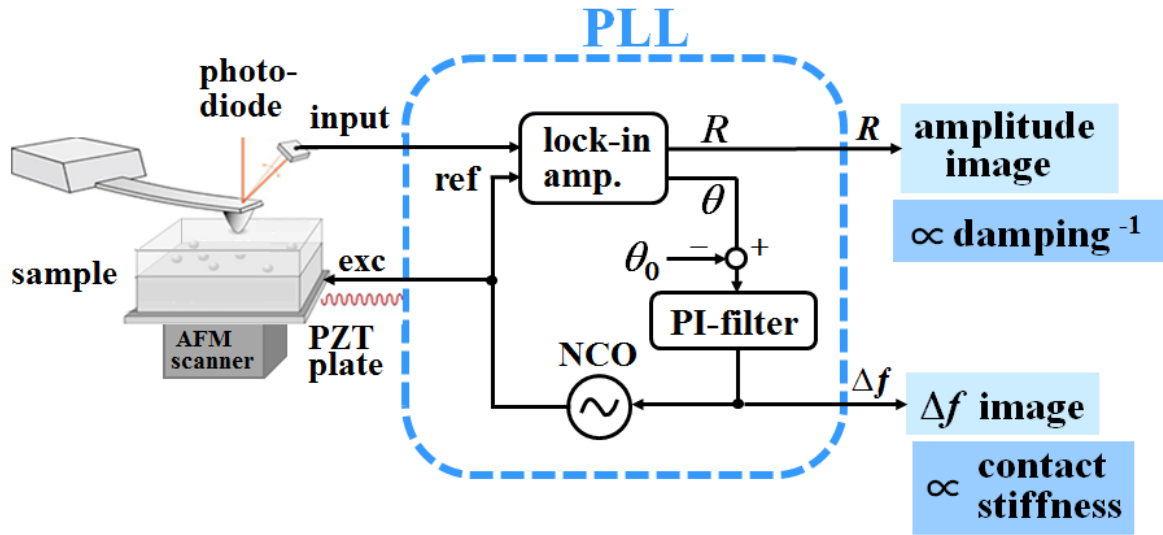 PLL
photo-
diode
input
ref
lock-in
amp.
R
R
amplitude
image
∝ damping -1
θ
θ0
−
+
sample
exc
PI-filter
AFM
scanner
PZT
plate
NCO
Δf
Δf image
∝ contact
stiffness